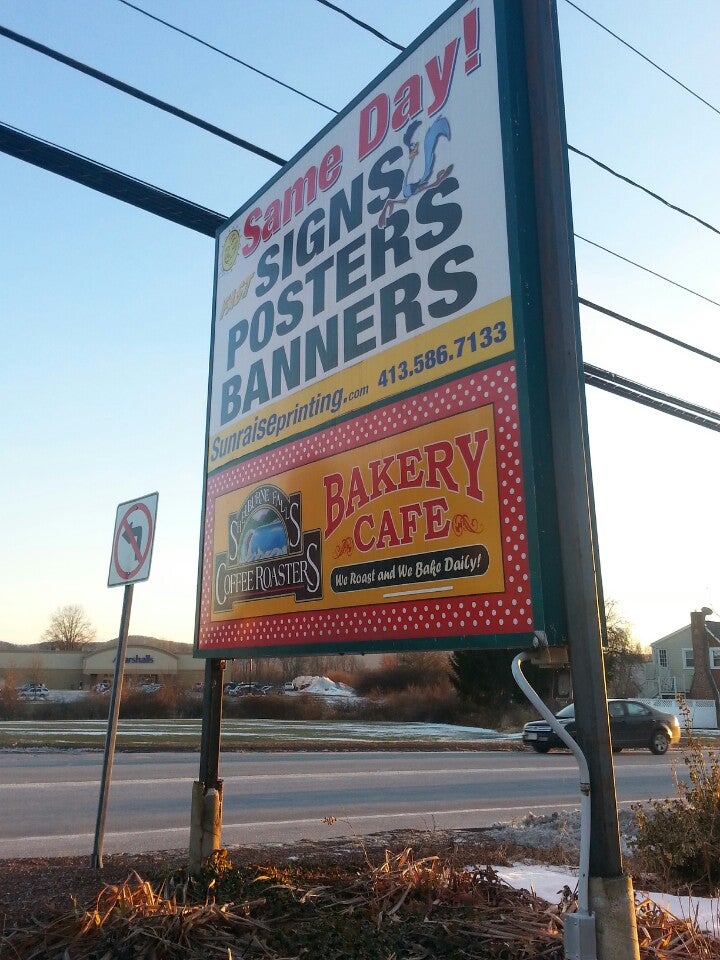 Same Day!
FAST SIGNS
POSTERS
BANNERS
Sunraiseprinting.com 413.586.7133
SHELBURNE FALLS
COFFEE ROASTERS
BAKERY
CAFE
We Roast and We Bake Daily!
Marshalls